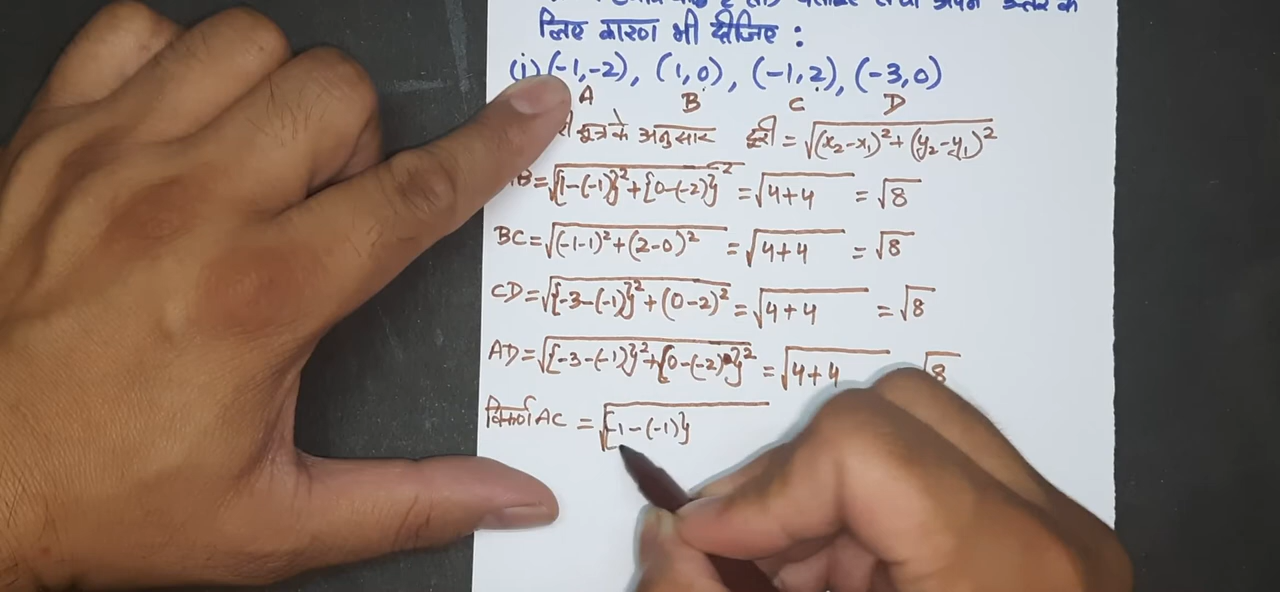 लिए कारण भी दीजिए :
(i) (-1,-2), (1,0), (-1,2), (-3,0)
A B C D
सूत्र के अनुसार दूरी = √(x₂-x₁)²+(y₂-y₁)²
AB=√{1-(-1)}²+{0-(-2)}² = √4+4 = √8
BC=√(-1-1)²+(2-0)² = √4+4 = √8
CD=√{-3-(-1)}²+(0-2)² = √4+4 = √8
AD=√{-3-(-1)}²+{0-(-2)}² = √4+4 √8
विकर्ण AC = √{-1-(-1)}